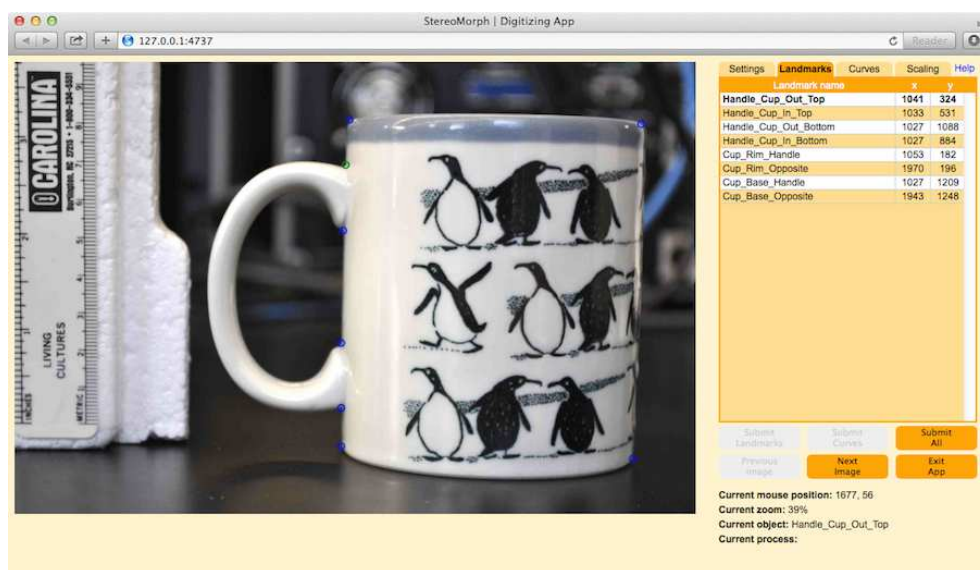 StereoMorph | Digitizing App
127.0.0.1:4737
Reader
CAROLINA
LIVING
CULTURES
INCHES
METRIC
Settings Landmarks Curves Scaling Help
Landmark name x y
Handle_Cup_Out_Top 1041 324
Handle_Cup_In_Top 1033 531
Handle_Cup_Out_Bottom 1027 1088
Handle_Cup_In_Bottom 1027 884
Cup_Rim_Handle 1053 182
Cup_Rim_Opposite 1970 196
Cup_Base_Handle 1027 1209
Cup_Base_Opposite 1943 1248
Submit Landmarks Submit Curves Submit All
Previous Image Next Image Exit App
Current mouse position: 1677, 56
Current zoom: 39%
Current object: Handle_Cup_Out_Top
Current process: